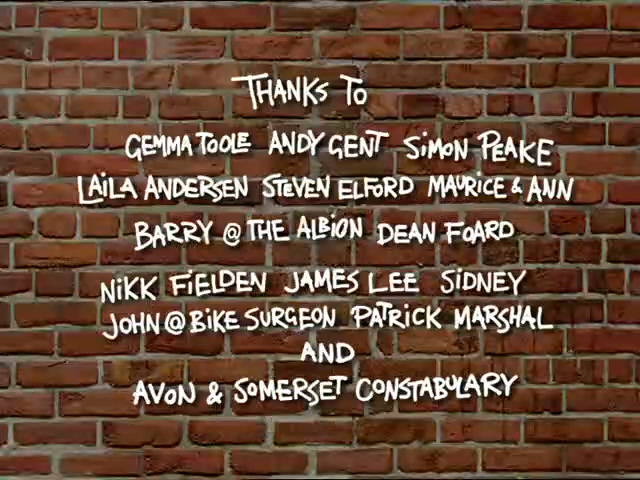 THANKS TO
GEMMA TOOLE ANDY GENT SIMON PEAKE
LAILA ANDERSEN STEVEN ELFORD MAURICE & ANN
BARRY @ THE ALBION DEAN FOARD
NIKK FIELDEN JAMES LEE SIDNEY
JOHN @ BIKE SURGEON PATRICK MARSHAL
AND
AVON & SOMERSET CONSTABULARY